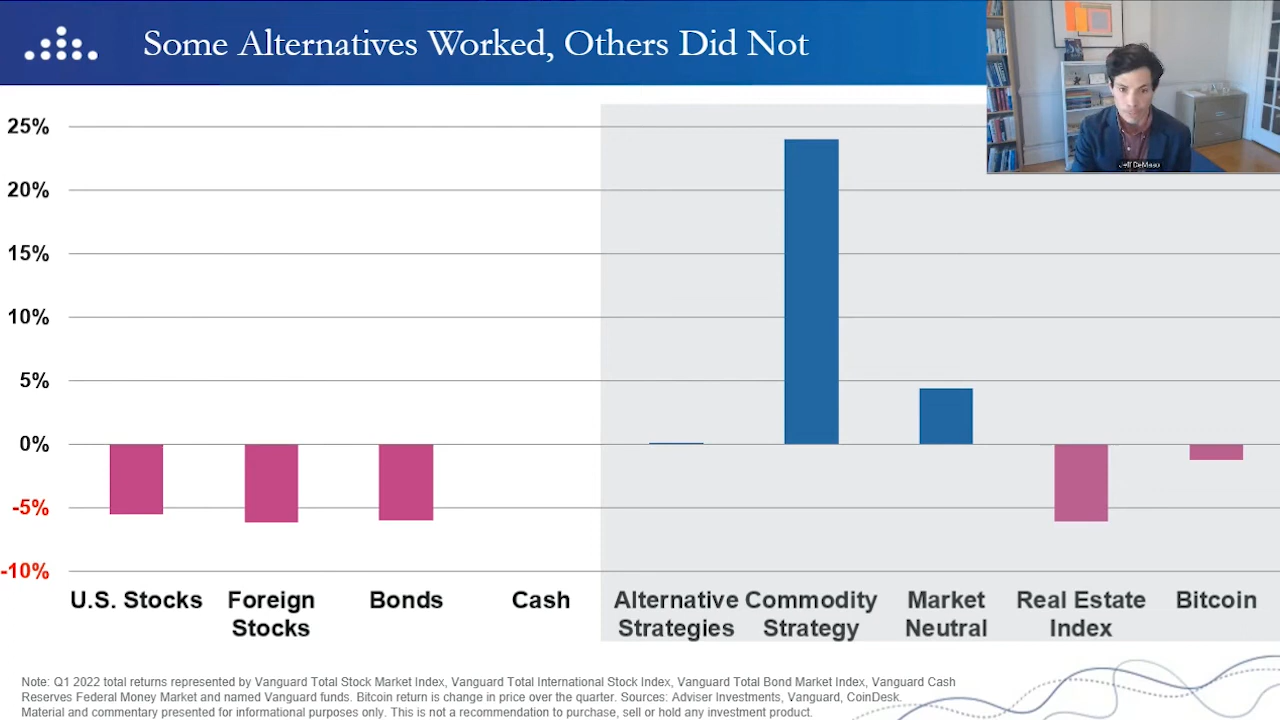 Some Alternatives Worked, Others Did Not
Jeff DeMaso
25%
20%
15%
10%
5%
0%
-5%
-10%
U.S. Stocks
Foreign
Stocks
Bonds
Cash
Alternative
Strategies
Commodity
Strategy
Market
Neutral
Real Estate
Index
Bitcoin
Note: Q1 2022 total returns represented by Vanguard Total Stock Market Index, Vanguard Total International Stock Index, Vanguard Total Bond Market Index, Vanguard Cash
Reserves Federal Money Market and named Vanguard funds. Bitcoin return is change in price over the quarter. Sources: Adviser Investments, Vanguard, CoinDesk.
Material and commentary presented for informational purposes only. This is not a recommendation to purchase, sell or hold any investment product.